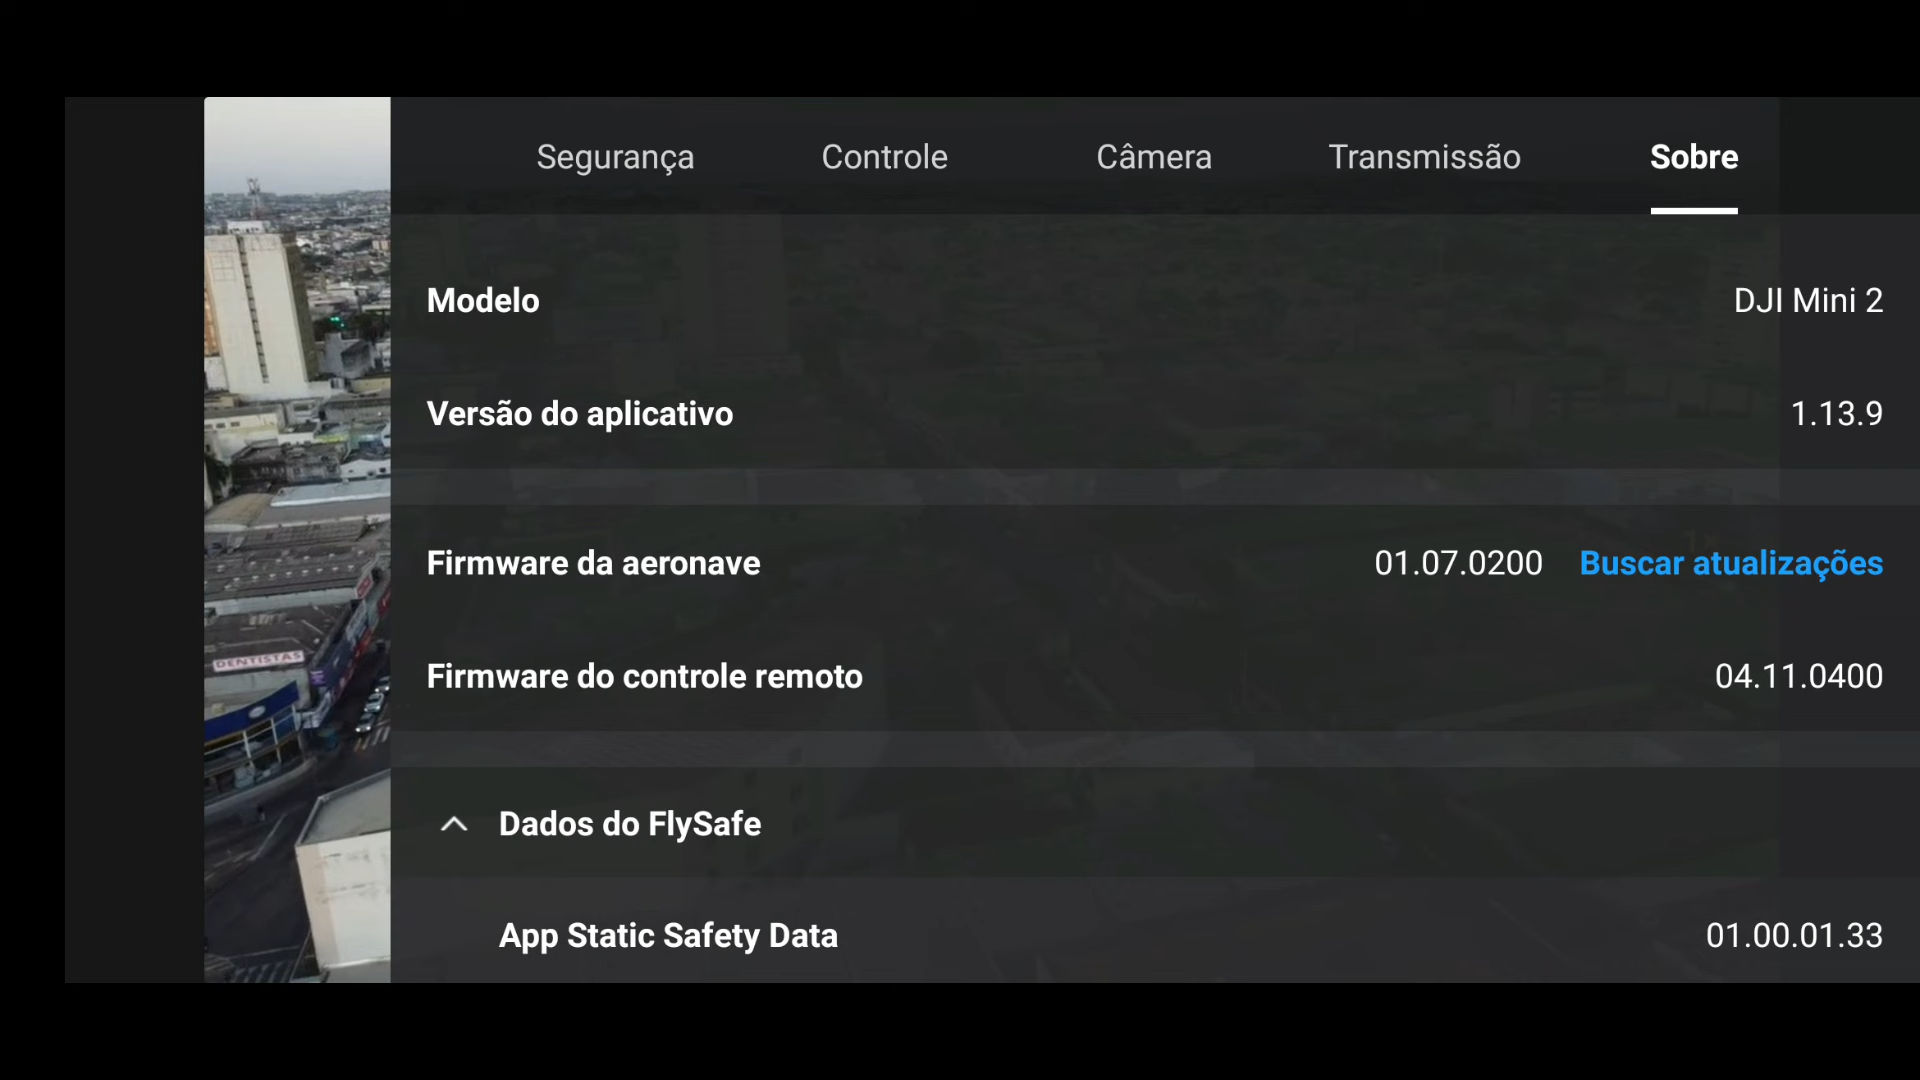 Segurança Controle Câmera Transmissão Sobre
Modelo DJI Mini 2
Versão do aplicativo 1.13.9
Firmware da aeronave 01.07.0200 Buscar atualizações
Firmware do controle remoto 04.11.0400
DENTISTAS
Dados do FlySafe
App Static Safety Data 01.00.01.33